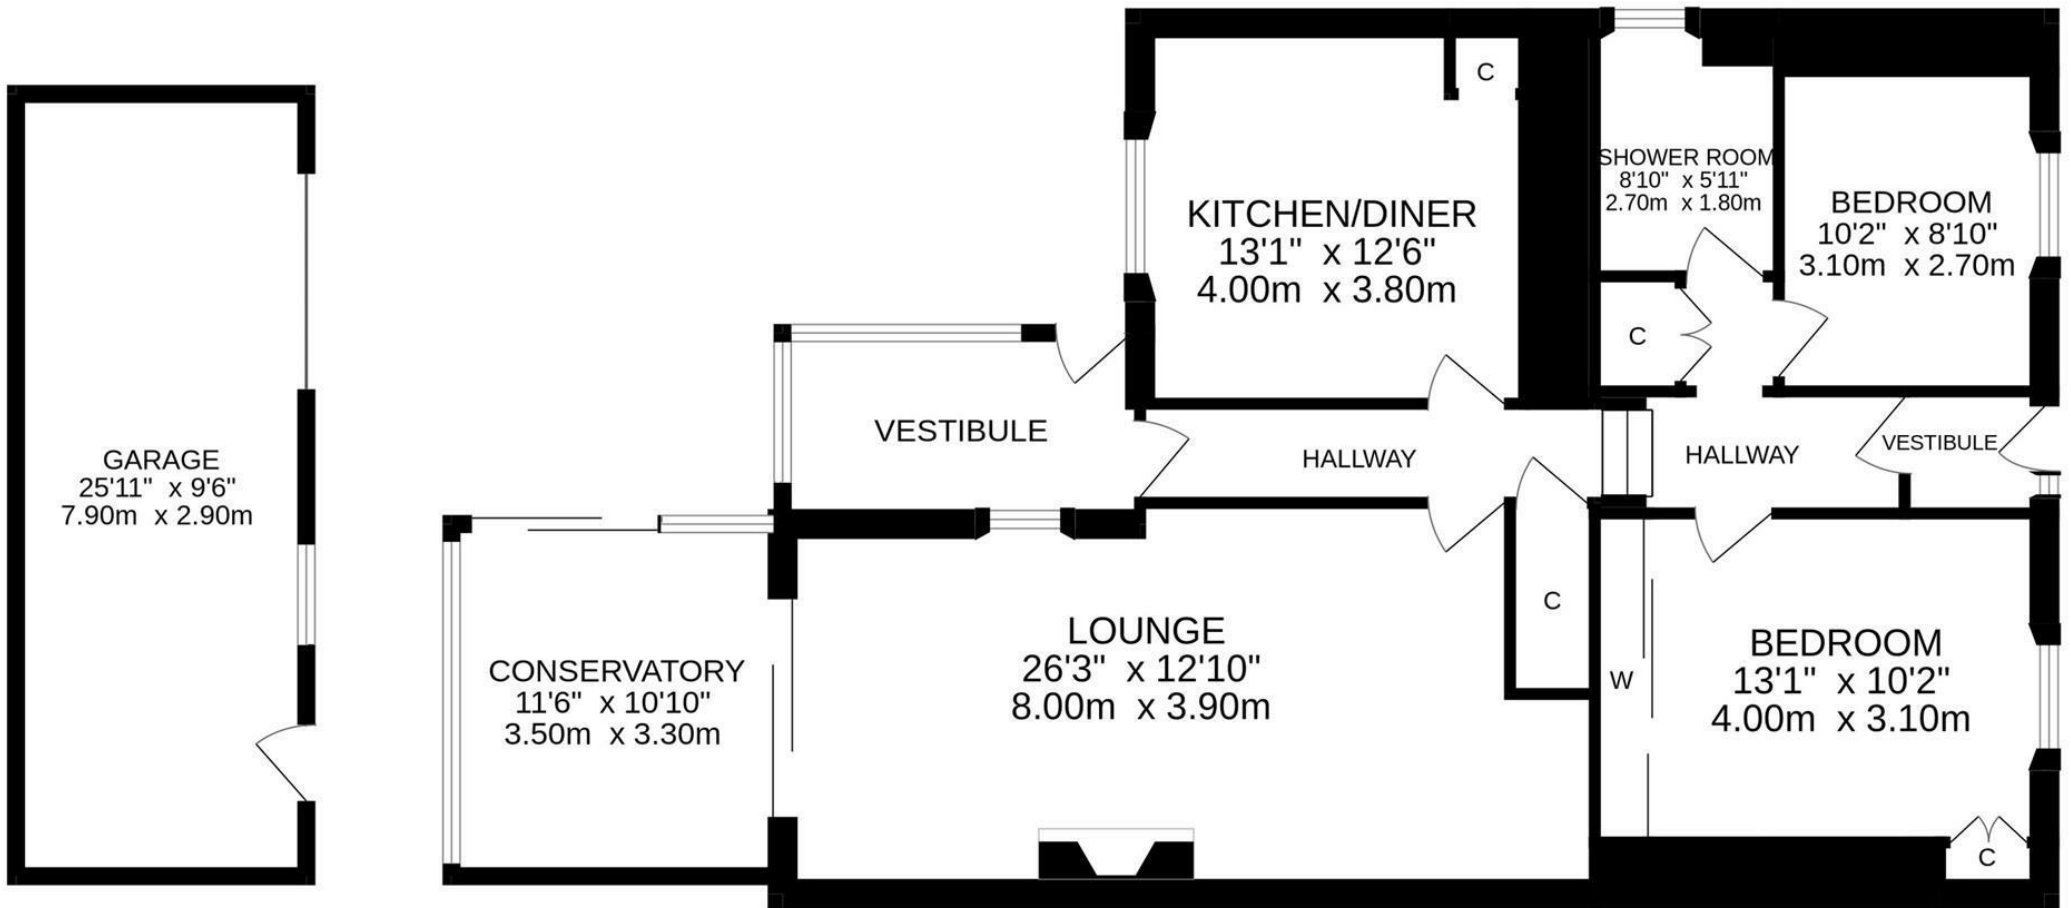 GARAGE
25'11" x 9'6"
7.90m x 2.90m
CONSERVATORY
11'6" x 10'10"
3.50m x 3.30m
VESTIBULE
KITCHEN/DINER
13'1" x 12'6"
4.00m x 3.80m
C
HALLWAY
LOUNGE
26'3" x 12'10"
8.00m x 3.90m
C
SHOWER ROOM
8'10" x 5'11"
2.70m x 1.80m
C
BEDROOM
10'2" x 8'10"
3.10m x 2.70m
HALLWAY
VESTIBULE
W
BEDROOM
13'1" x 10'2"
4.00m x 3.10m
C